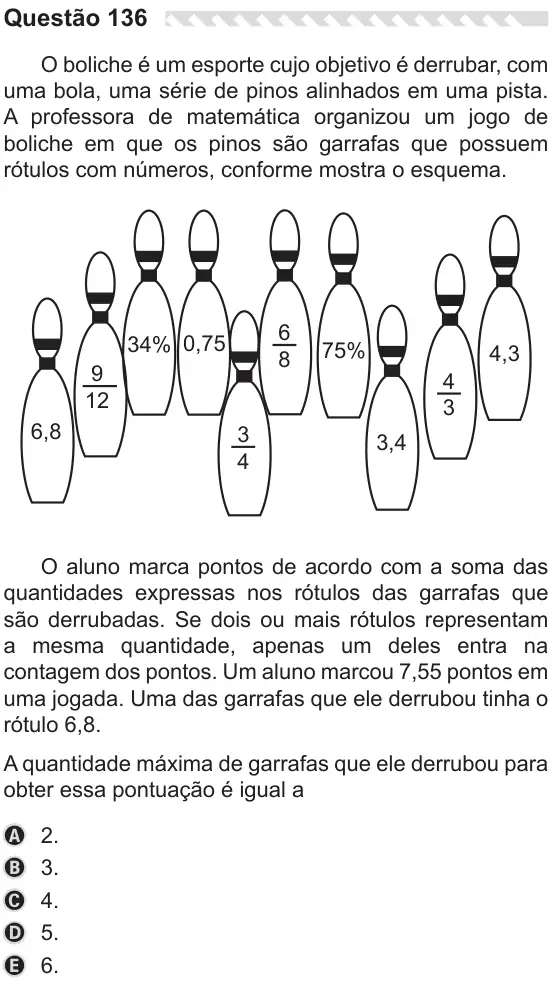 Questão 136
O boliche é um esporte cujo objetivo é derrubar, com
uma bola, uma série de pinos alinhados em uma pista.
A professora de matemática organizou um jogo de
boliche em que os pinos são garrafas que possuem
rótulos com números, conforme mostra o esquema.
6,8
9/12
34%
0,75
3/4
6/8
75%
3,4
4/3
4,3
O aluno marca pontos de acordo com a soma das
quantidades expressas nos rótulos das garrafas que
são derrubadas. Se dois ou mais rótulos representam
a mesma quantidade, apenas um deles entra na
contagem dos pontos. Um aluno marcou 7,55 pontos em
uma jogada. Uma das garrafas que ele derrubou tinha o
rótulo 6,8.
A quantidade máxima de garrafas que ele derrubou para
obter essa pontuação é igual a
A 2.
B 3.
C 4.
D 5.
E 6.